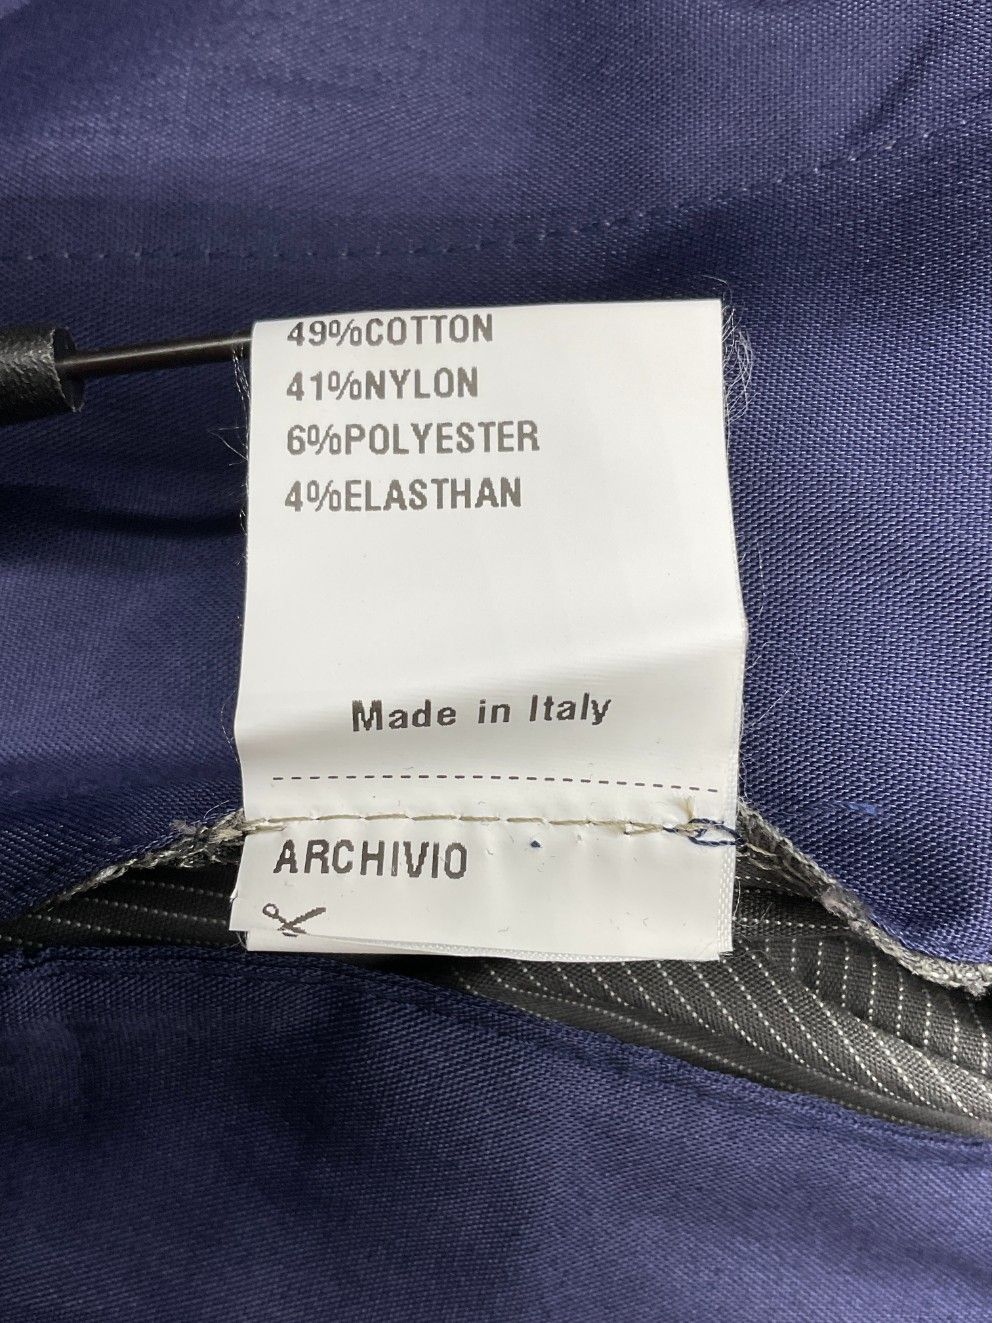 49%COTTON
41%NYLON
6%POLYESTER
4%ELASTHAN
Made in Italy
ARCHIVIO